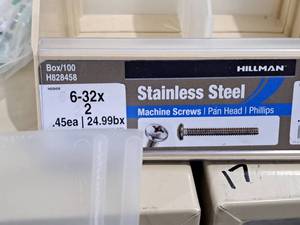 Box/100
H828458
HILLMAN
6-32x
2
.45ea | 24.99bx
Stainless Steel
Machine Screws | Pan Head | Phillips
17